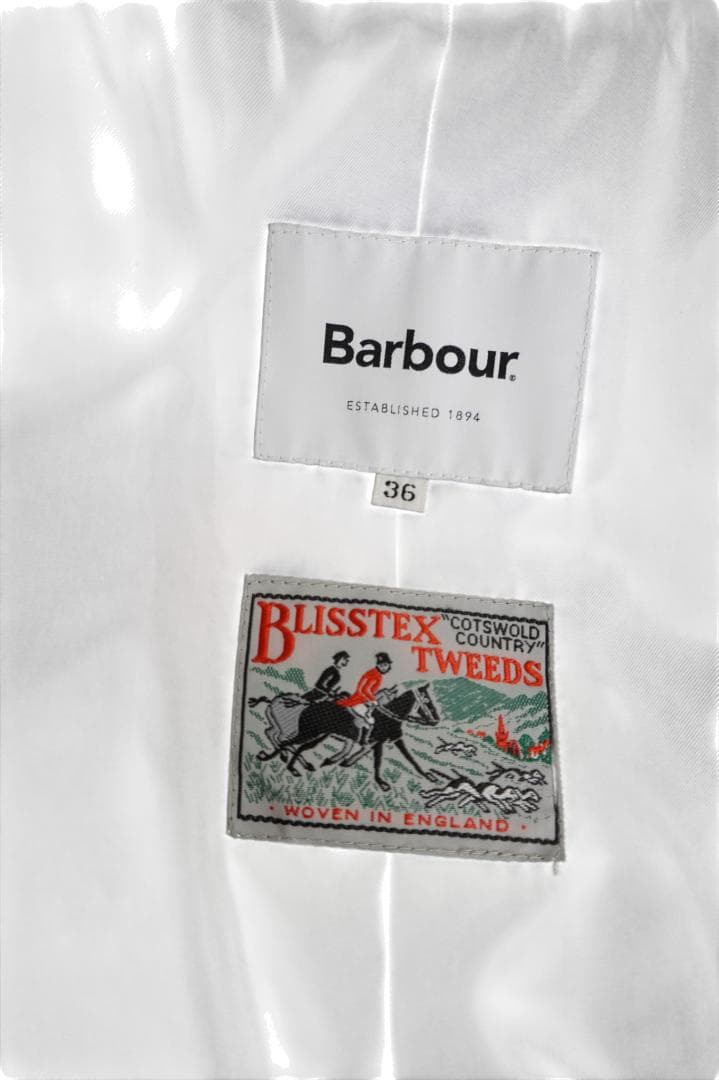 Barbour®
ESTABLISHED 1894
36
BLISSTEX "COTSWOLD
COUNTRY"
TWEEDS
· WOVEN IN ENGLAND ·